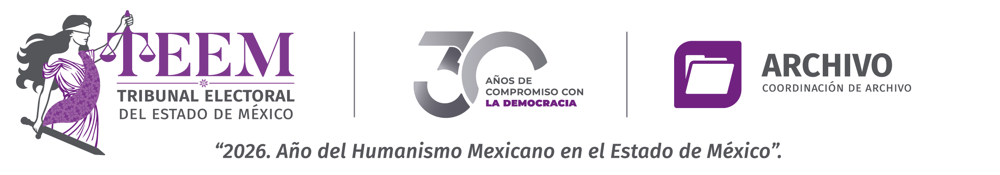 TEEM
TRIBUNAL ELECTORAL
DEL ESTADO DE MÉXICO
30
AÑOS DE
COMPROMISO CON
LA DEMOCRACIA
ARCHIVO
COORDINACIÓN DE ARCHIVO
“2026. Año del Humanismo Mexicano en el Estado de México”.